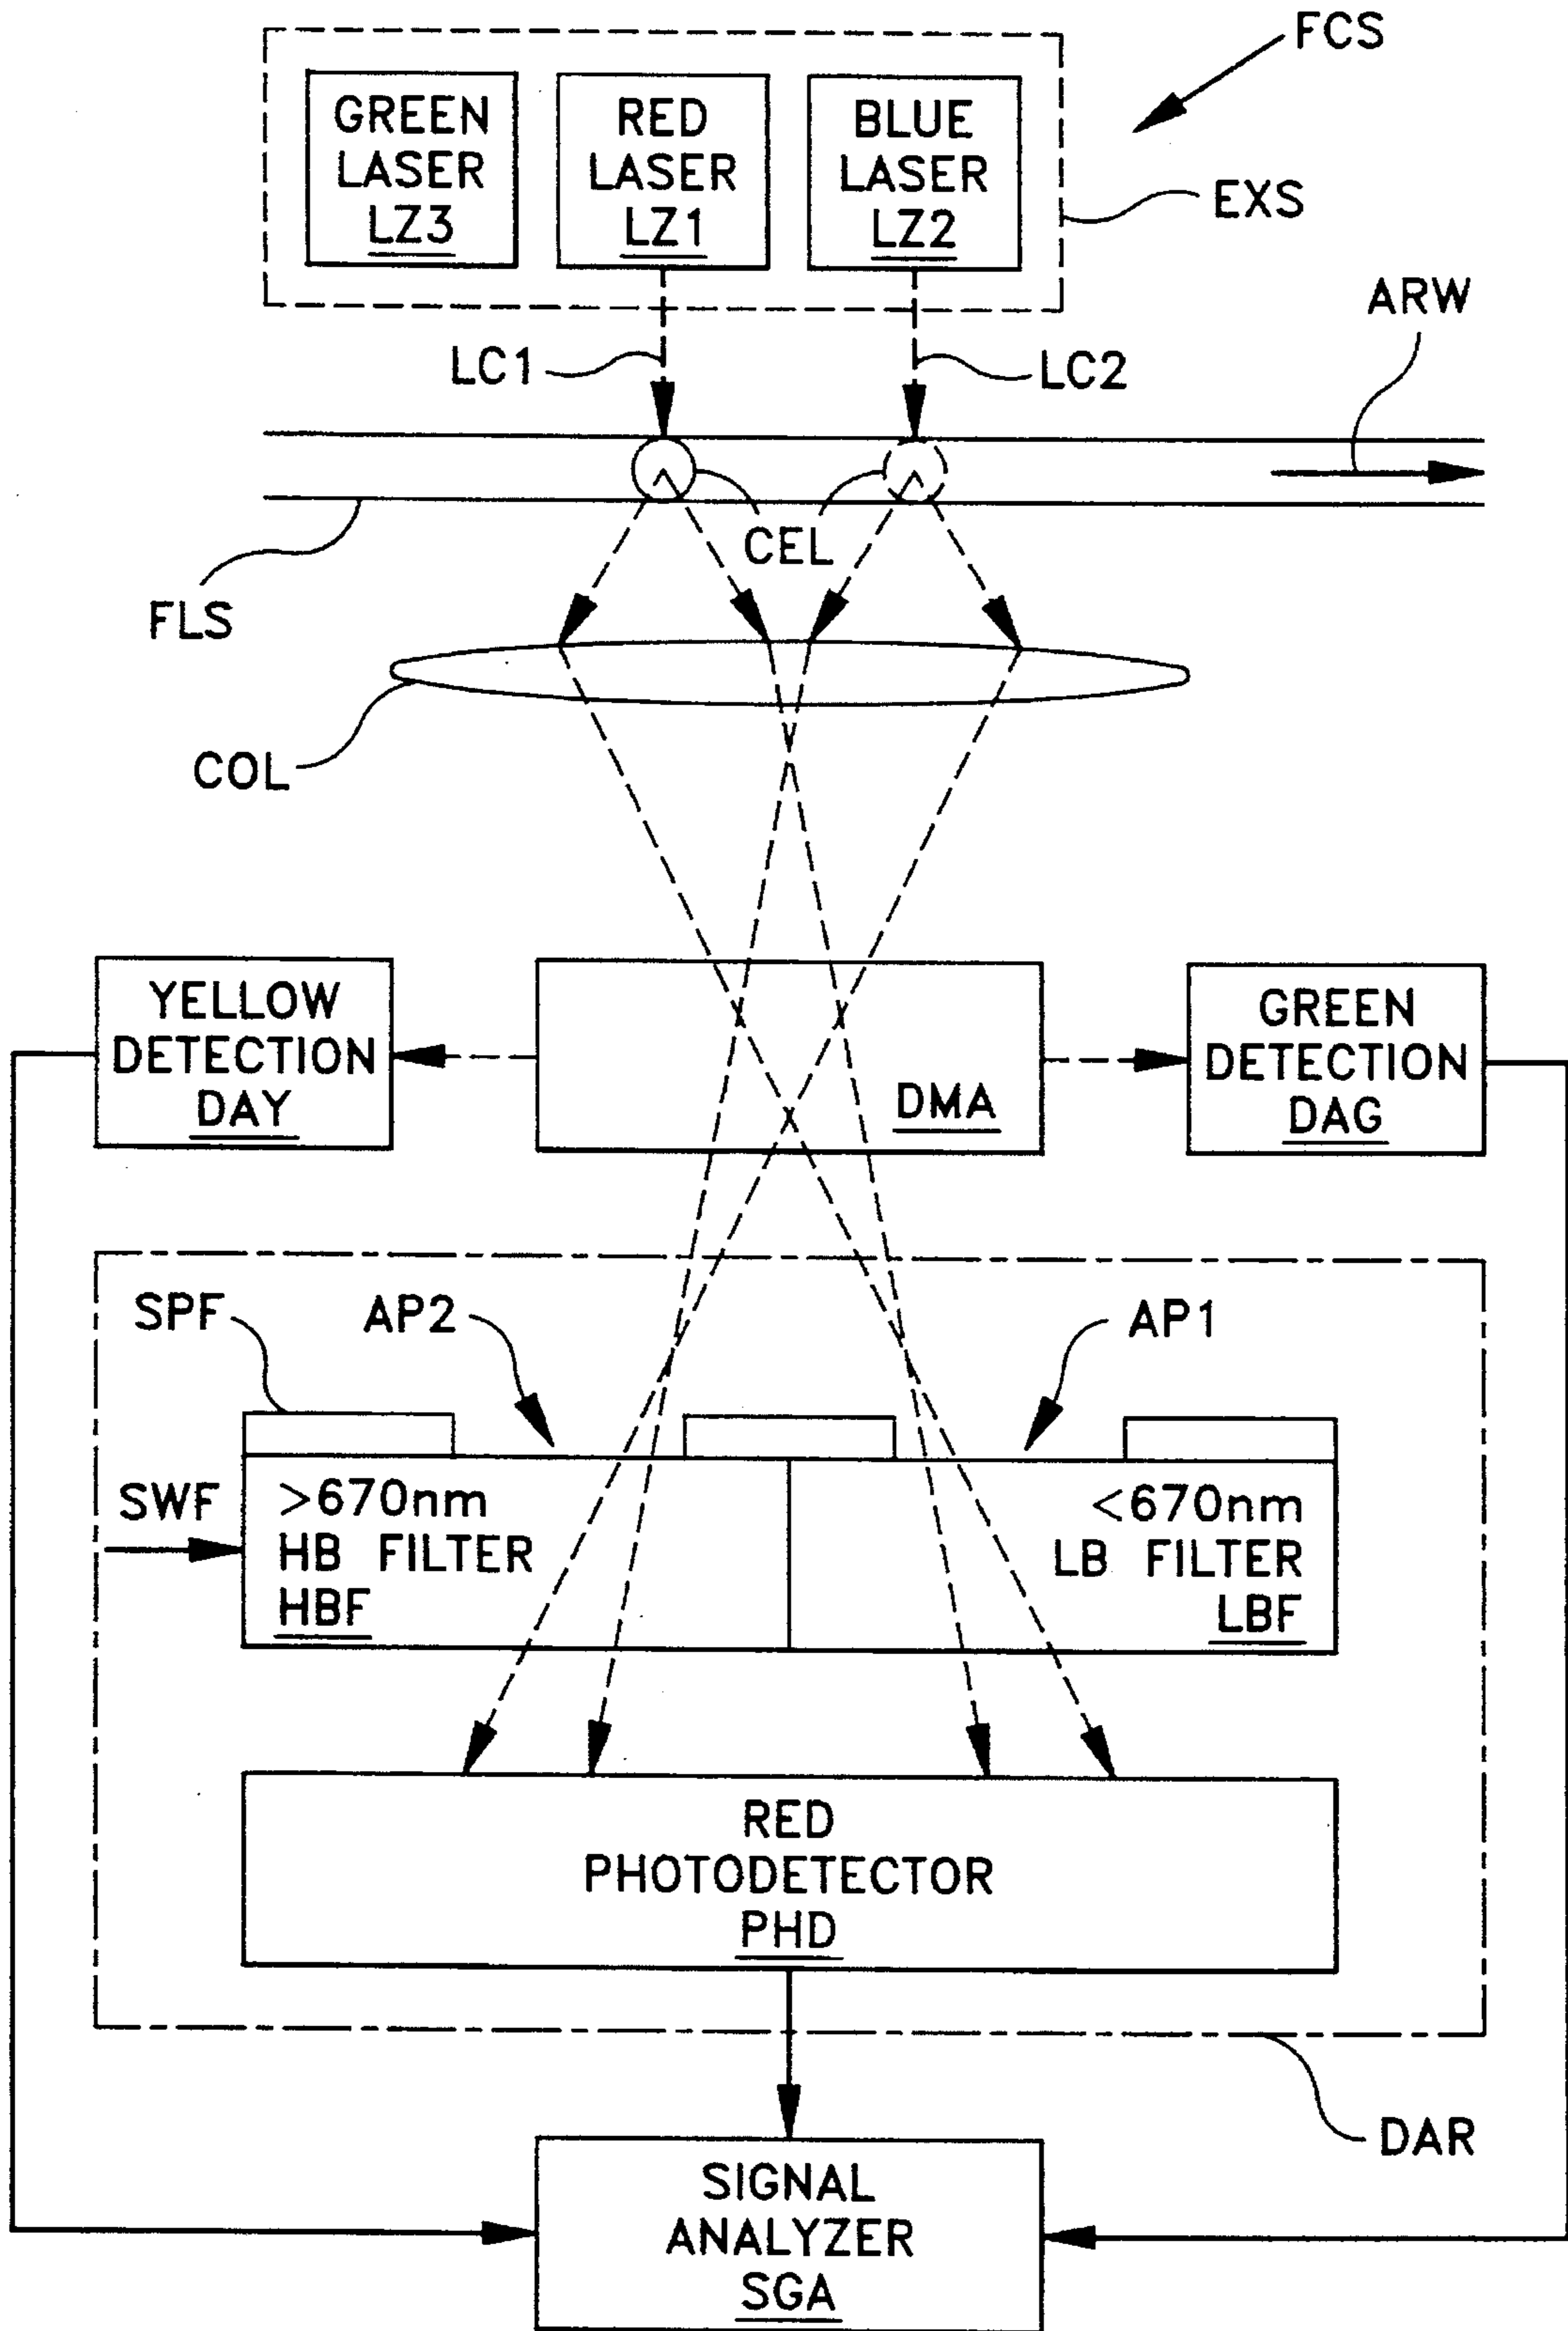 FCS
GREEN
LASER
LZ3
RED
LASER
LZ1
BLUE
LASER
LZ2
EXS
ARW
LC1
LC2
CEL
FLS
COL
YELLOW
DETECTION
DAY
DMA
GREEN
DETECTION
DAG
SPF
AP2
AP1
SWF
>670nm
HB FILTER
HBF
<670nm
LB FILTER
LBF
RED
PHOTODETECTOR
PHD
DAR
SIGNAL
ANALYZER
SGA